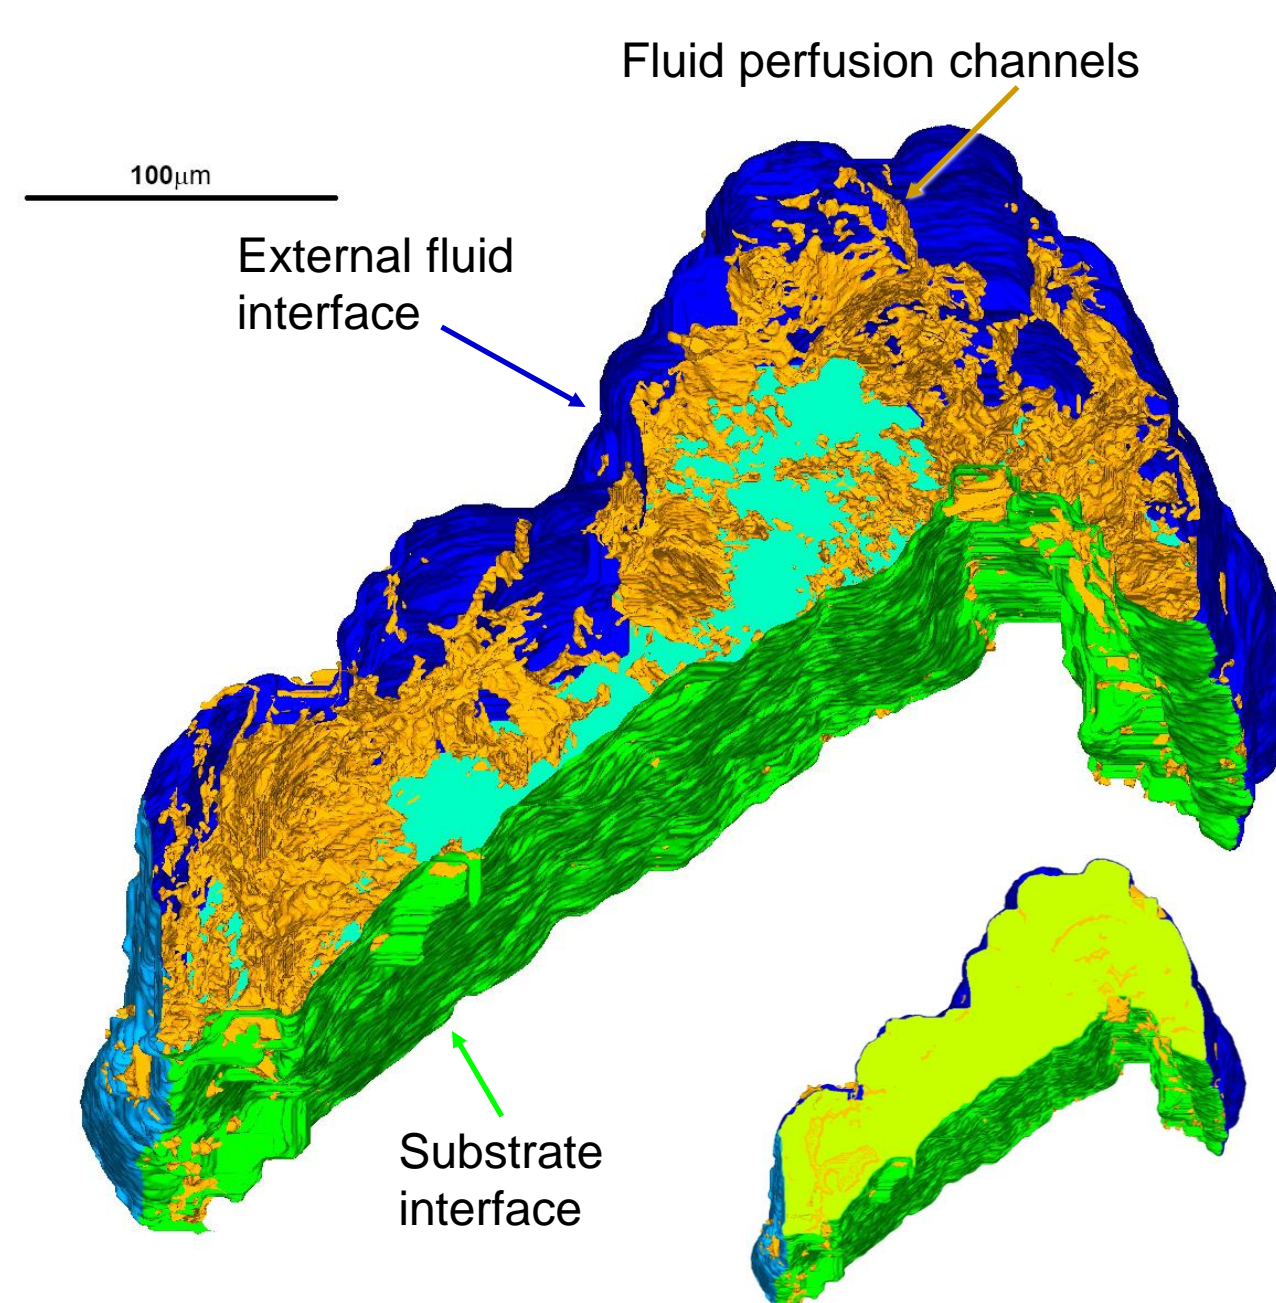 Fluid perfusion channels
100μm
External fluid
interface
Substrate
interface